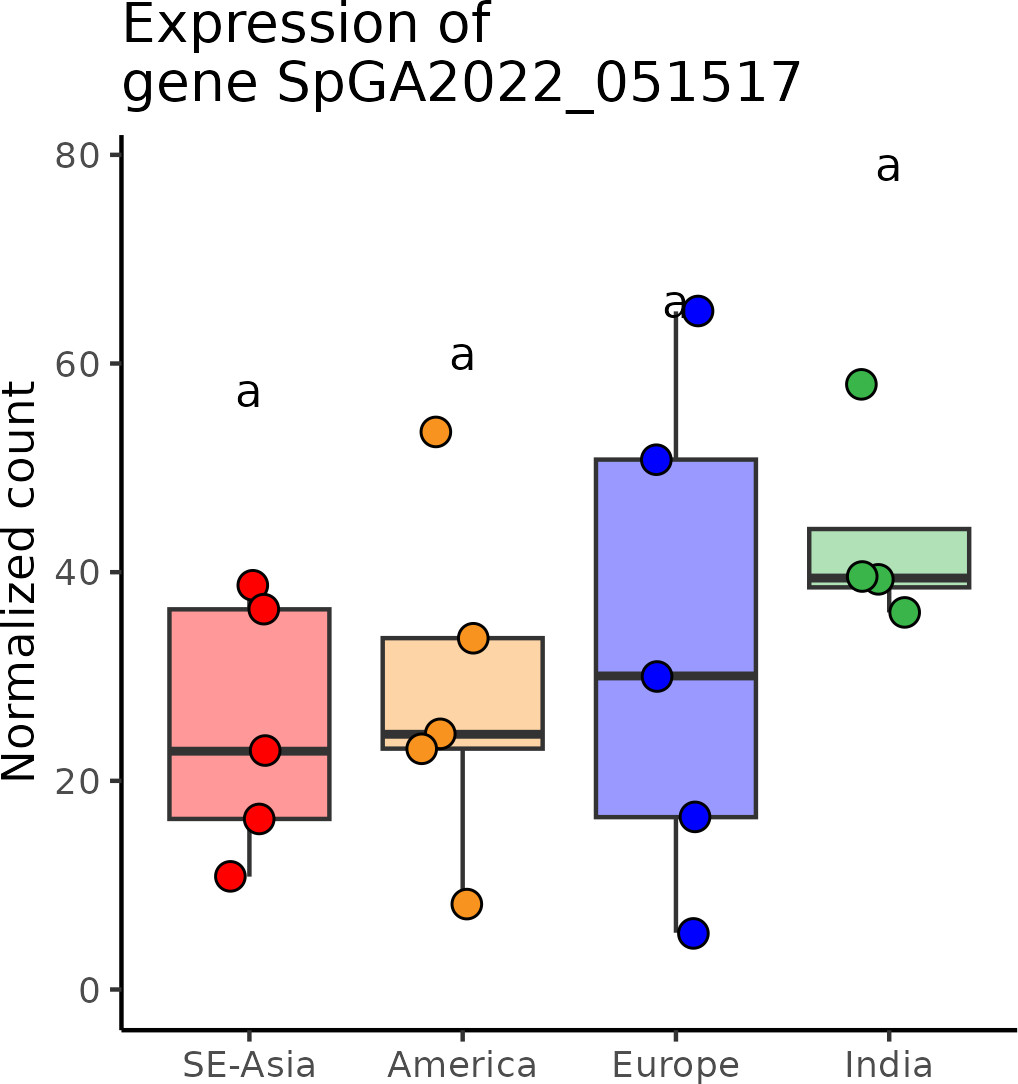 Expression of
gene SpGA2022_051517
Normalized count
80
60
40
20
0
a
a
a
a
SE-Asia America Europe India